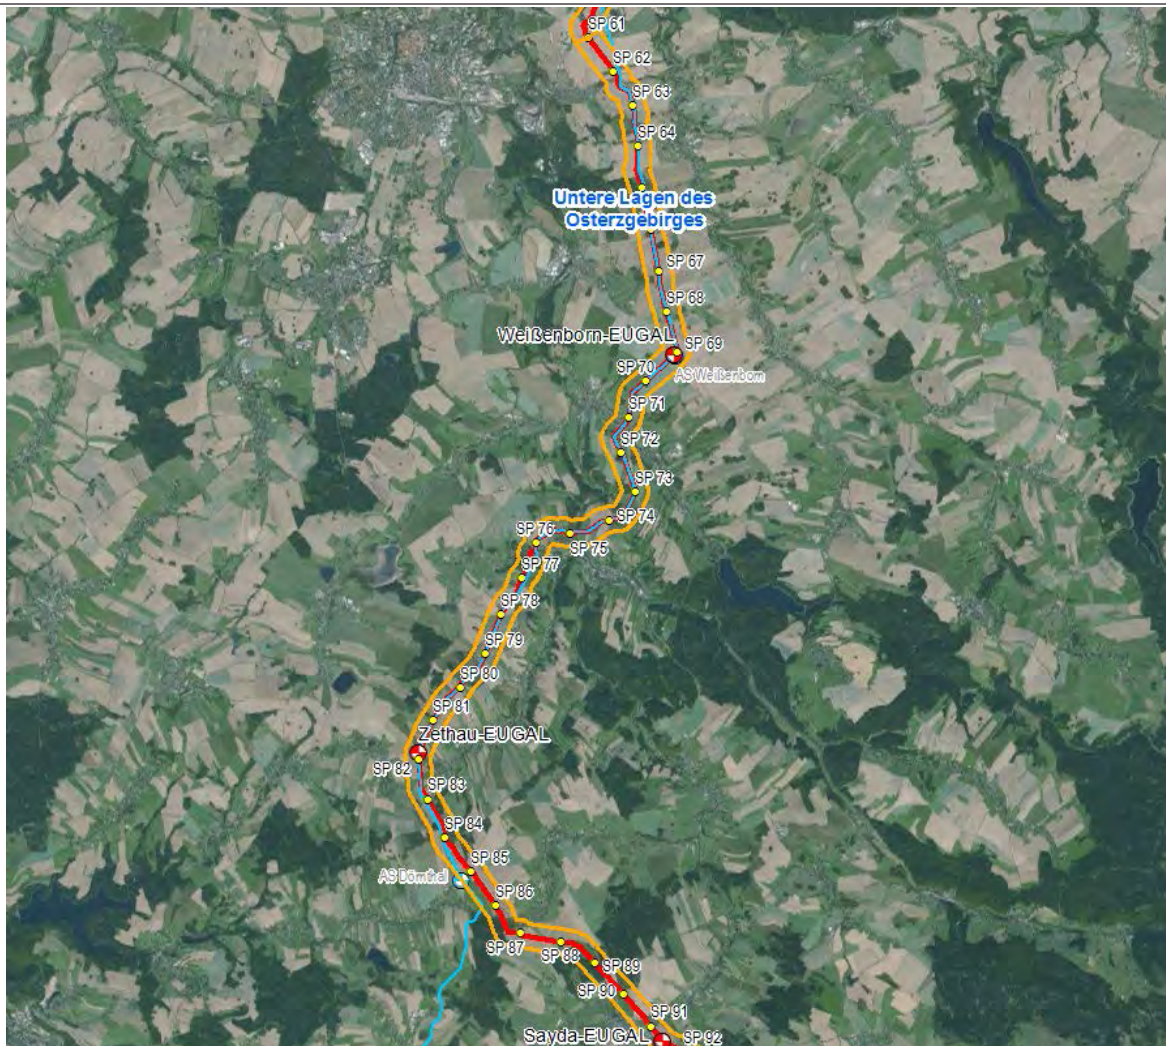 SP 61
SP 62
SP 63
SP 64
Untere Lagen des
Osterzgebirges
SP 67
SP 68
Weißenborn-EUGAL
SP 69
SP 70
AS Weißenborn
SP 71
SP 72
SP 73
SP 74
SP 76
SP 75
SP 77
SP 78
SP 79
SP 80
SP 81
Zethau-EUGAL
SP 82
SP 83
SP 84
SP 85
AS Dörnthal
SP 86
SP 87
SP 88
SP 89
SP 90
SP 91
Sayda-EUGAL
SP 92